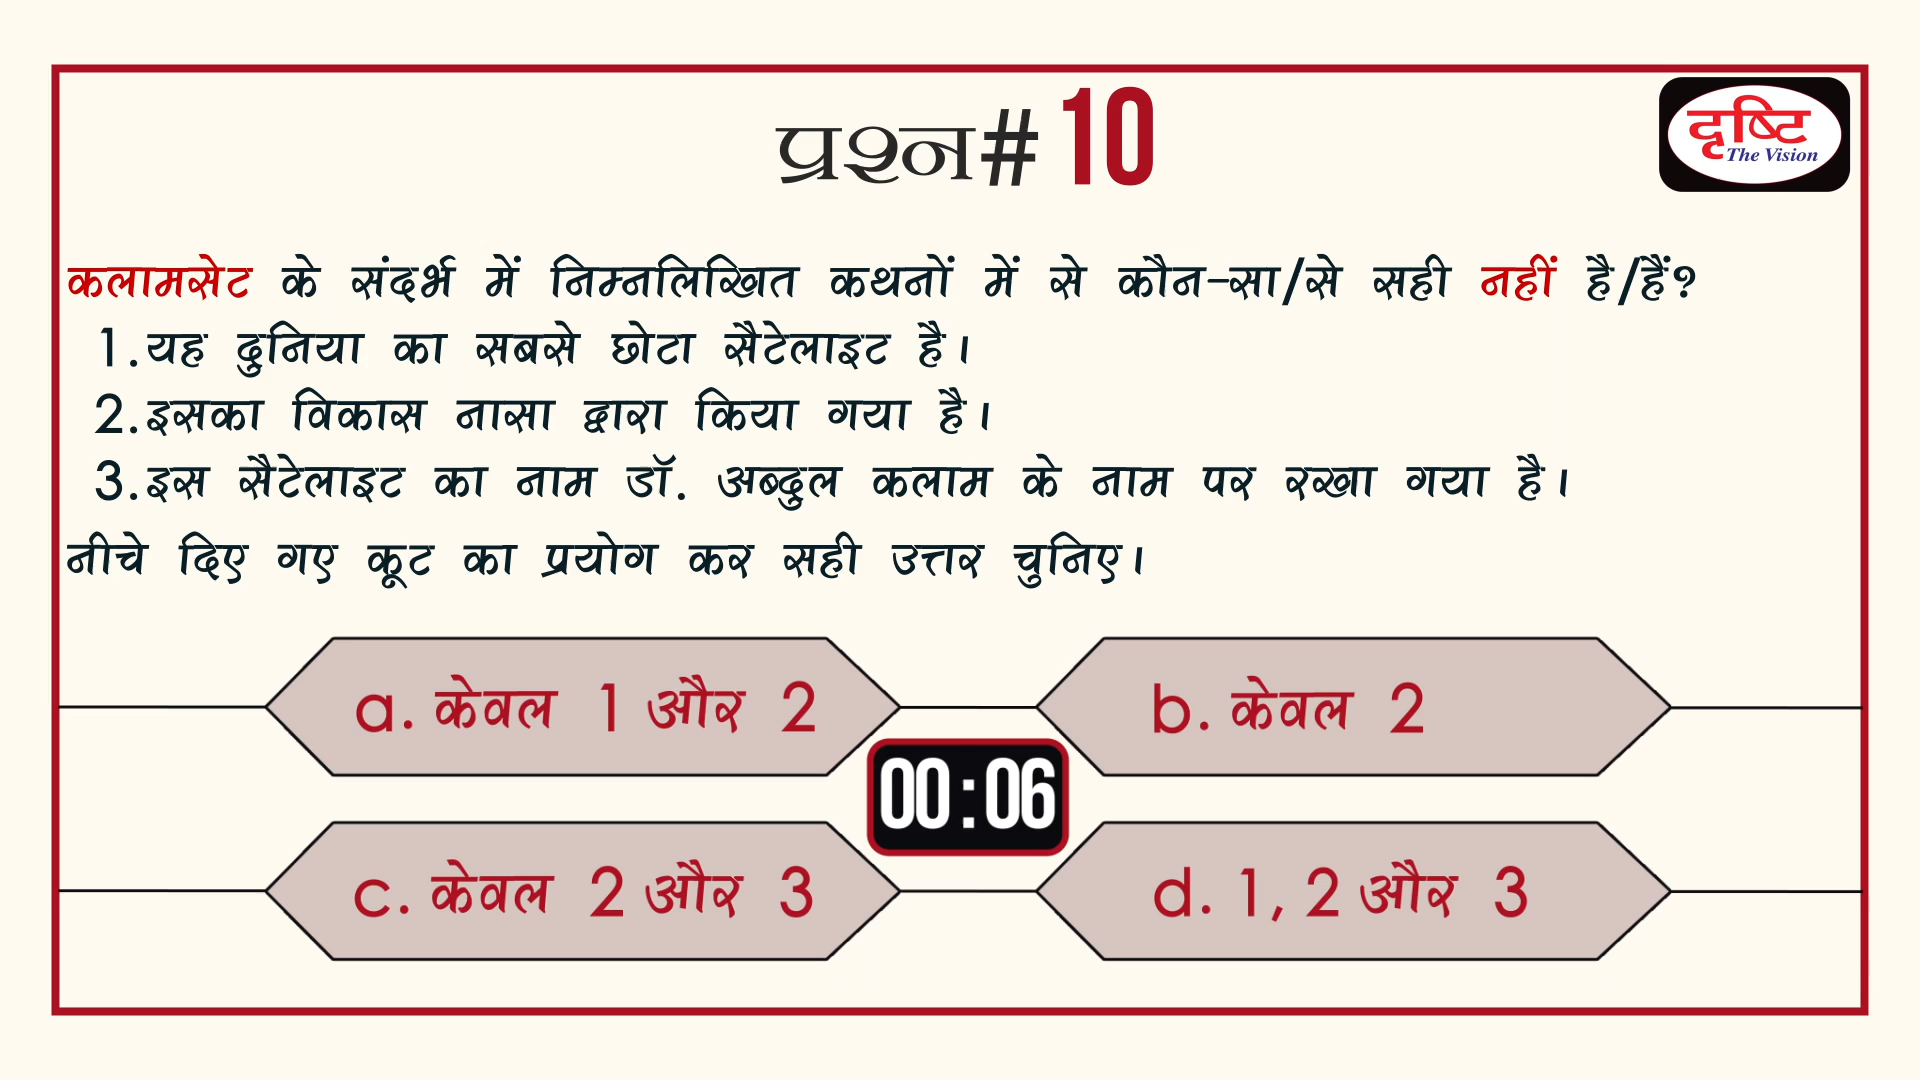 प्रश्न# 10
दृष्टि
The Vision
कलामसेट के संदर्भ में निम्नलिखित कथनों में से कौन-सा/से सही नहीं है/हैं?
1.यह दुनिया का सबसे छोटा सैटेलाइट है।
2.इसका विकास नासा द्वारा किया गया है।
3.इस सैटेलाइट का नाम डॉ. अब्दुल कलाम के नाम पर रखा गया है।
नीचे दिए गए कूट का प्रयोग कर सही उत्तर चुनिए।
a. केवल 1 और 2
b. केवल 2
00:06
c. केवल 2 और 3
d. 1, 2 और 3